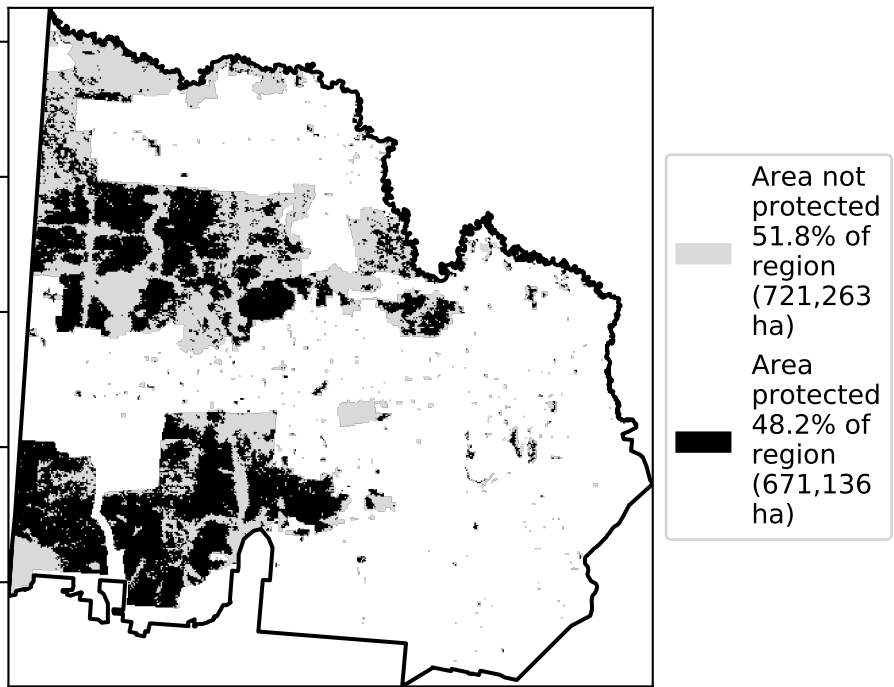 Area not
protected
51.8% of
region
(721,263
ha)
Area
protected
48.2% of
region
(671,136
ha)